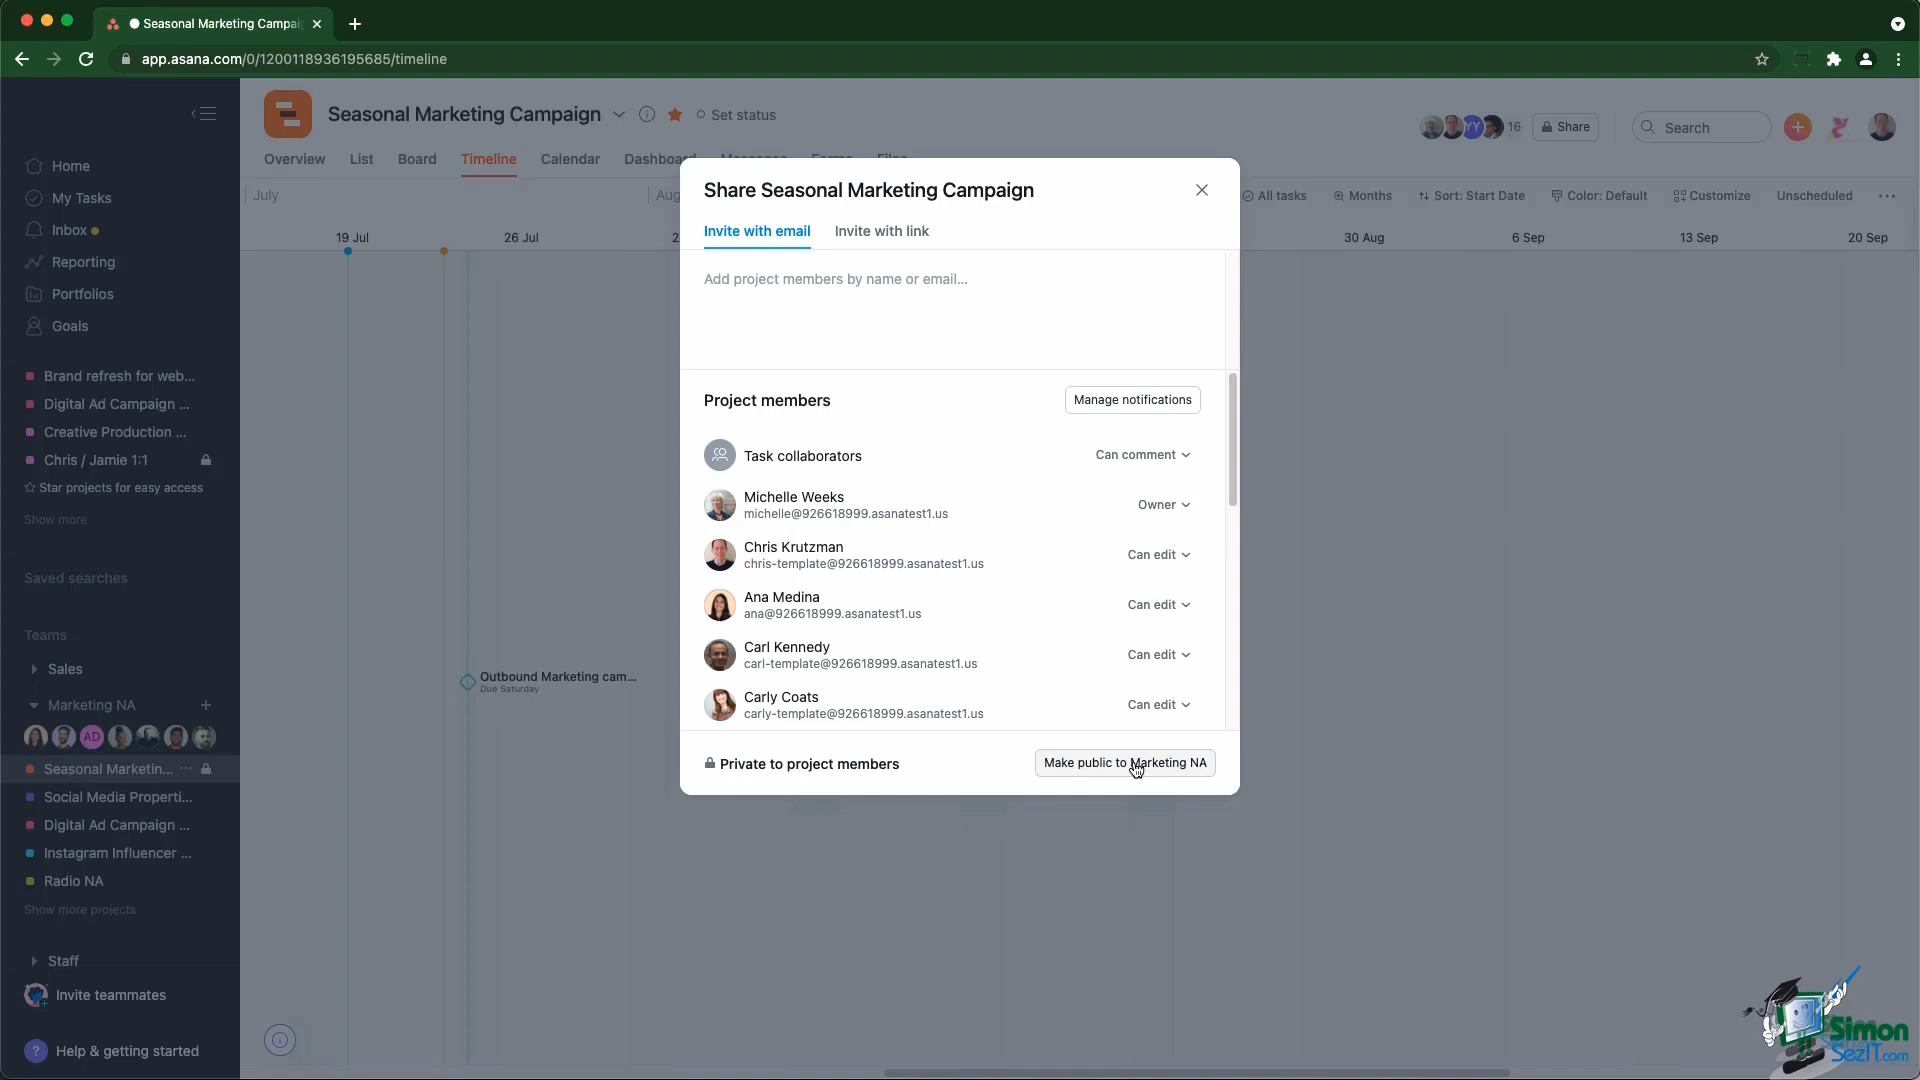 Seasonal Marketing Campai
app.asana.com/0/1200118936195685/timeline
Seasonal Marketing Campaign
Set status
YY
16
Share
Search
Overview
List
Board
Timeline
Calendar
Dashboard
Messages
Forms
Files
Home
My Tasks
Inbox
Reporting
Portfolios
Goals
Brand refresh for web...
Digital Ad Campaign ...
Creative Production ...
Chris / Jamie 1:1
Star projects for easy access
Show more
Saved searches
Teams
Sales
Marketing NA
AD
Seasonal Marketin...
Social Media Properti...
Digital Ad Campaign ...
Instagram Influencer ...
Radio NA
Show more projects
Staff
Invite teammates
? Help & getting started
July
Aug
All tasks
Months
Sort: Start Date
Color: Default
Customize
Unscheduled
19 Jul
26 Jul
2
30 Aug
6 Sep
13 Sep
20 Sep
Outbound Marketing cam...
Due Saturday
Share Seasonal Marketing Campaign
Invite with email
Invite with link
Add project members by name or email...
Project members
Manage notifications
Task collaborators
Can comment
Michelle Weeks
michelle@926618999.asanatest1.us
Owner
Chris Krutzman
chris-template@926618999.asanatest1.us
Can edit
Ana Medina
ana@926618999.asanatest1.us
Can edit
Carl Kennedy
carl-template@926618999.asanatest1.us
Can edit
Carly Coats
carly-template@926618999.asanatest1.us
Can edit
Private to project members
Make public to Marketing NA
Simon
SezIT.com